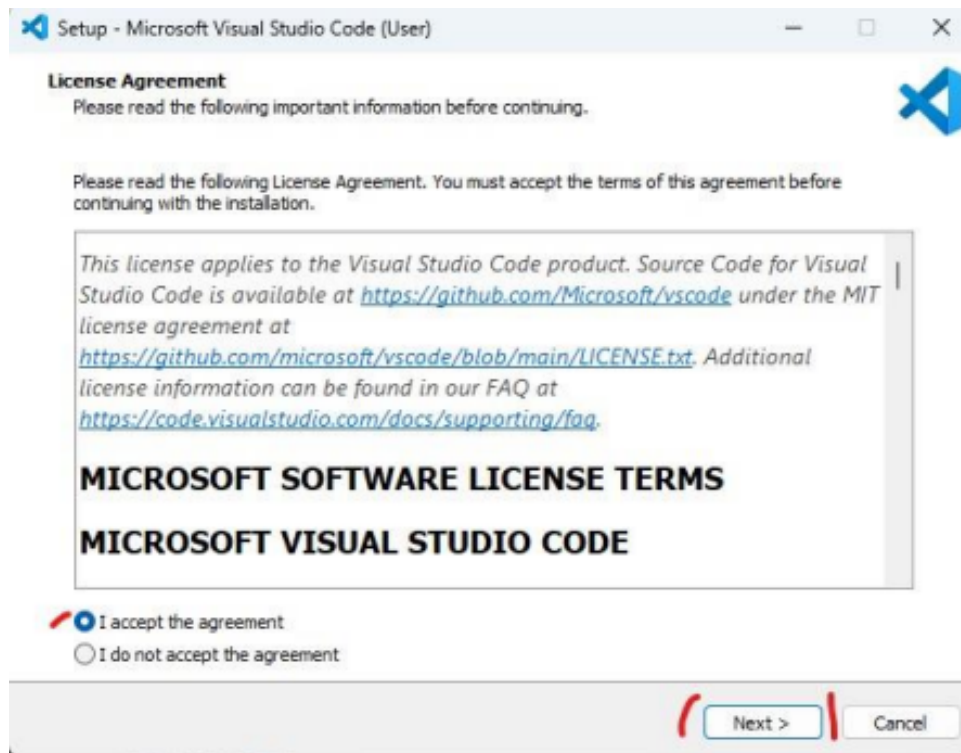 Setup - Microsoft Visual Studio Code (User)
License Agreement
Please read the following important information before continuing.
Please read the following License Agreement. You must accept the terms of this agreement before
continuing with the installation.
This license applies to the Visual Studio Code product. Source Code for Visual
Studio Code is available at https://github.com/Microsoft/vscode under the MIT
license agreement at
https://github.com/microsoft/vscode/blob/main/LICENSE.txt. Additional
license information can be found in our FAQ at
https://code.visualstudio.com/docs/supporting/faq.
MICROSOFT SOFTWARE LICENSE TERMS
MICROSOFT VISUAL STUDIO CODE
I accept the agreement
I do not accept the agreement
Next >
Cancel